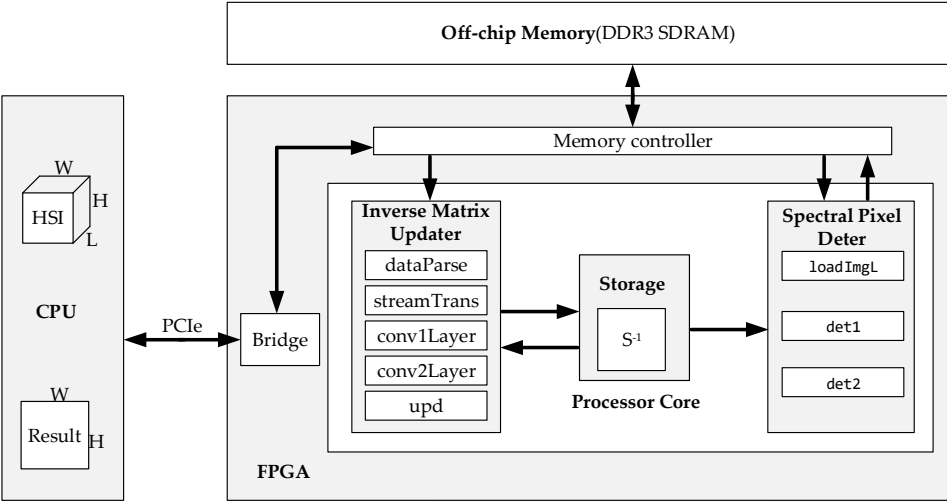 Off-chip Memory(DDR3 SDRAM)
W
HSI
H
L
CPU
W
Result
H
PCIe
Bridge
FPGA
Memory controller
Inverse Matrix
Updater
dataParse
streamTrans
conv1Layer
conv2Layer
upd
Storage
S⁻¹
Processor Core
Spectral Pixel
Deter
loadImgL
det1
det2